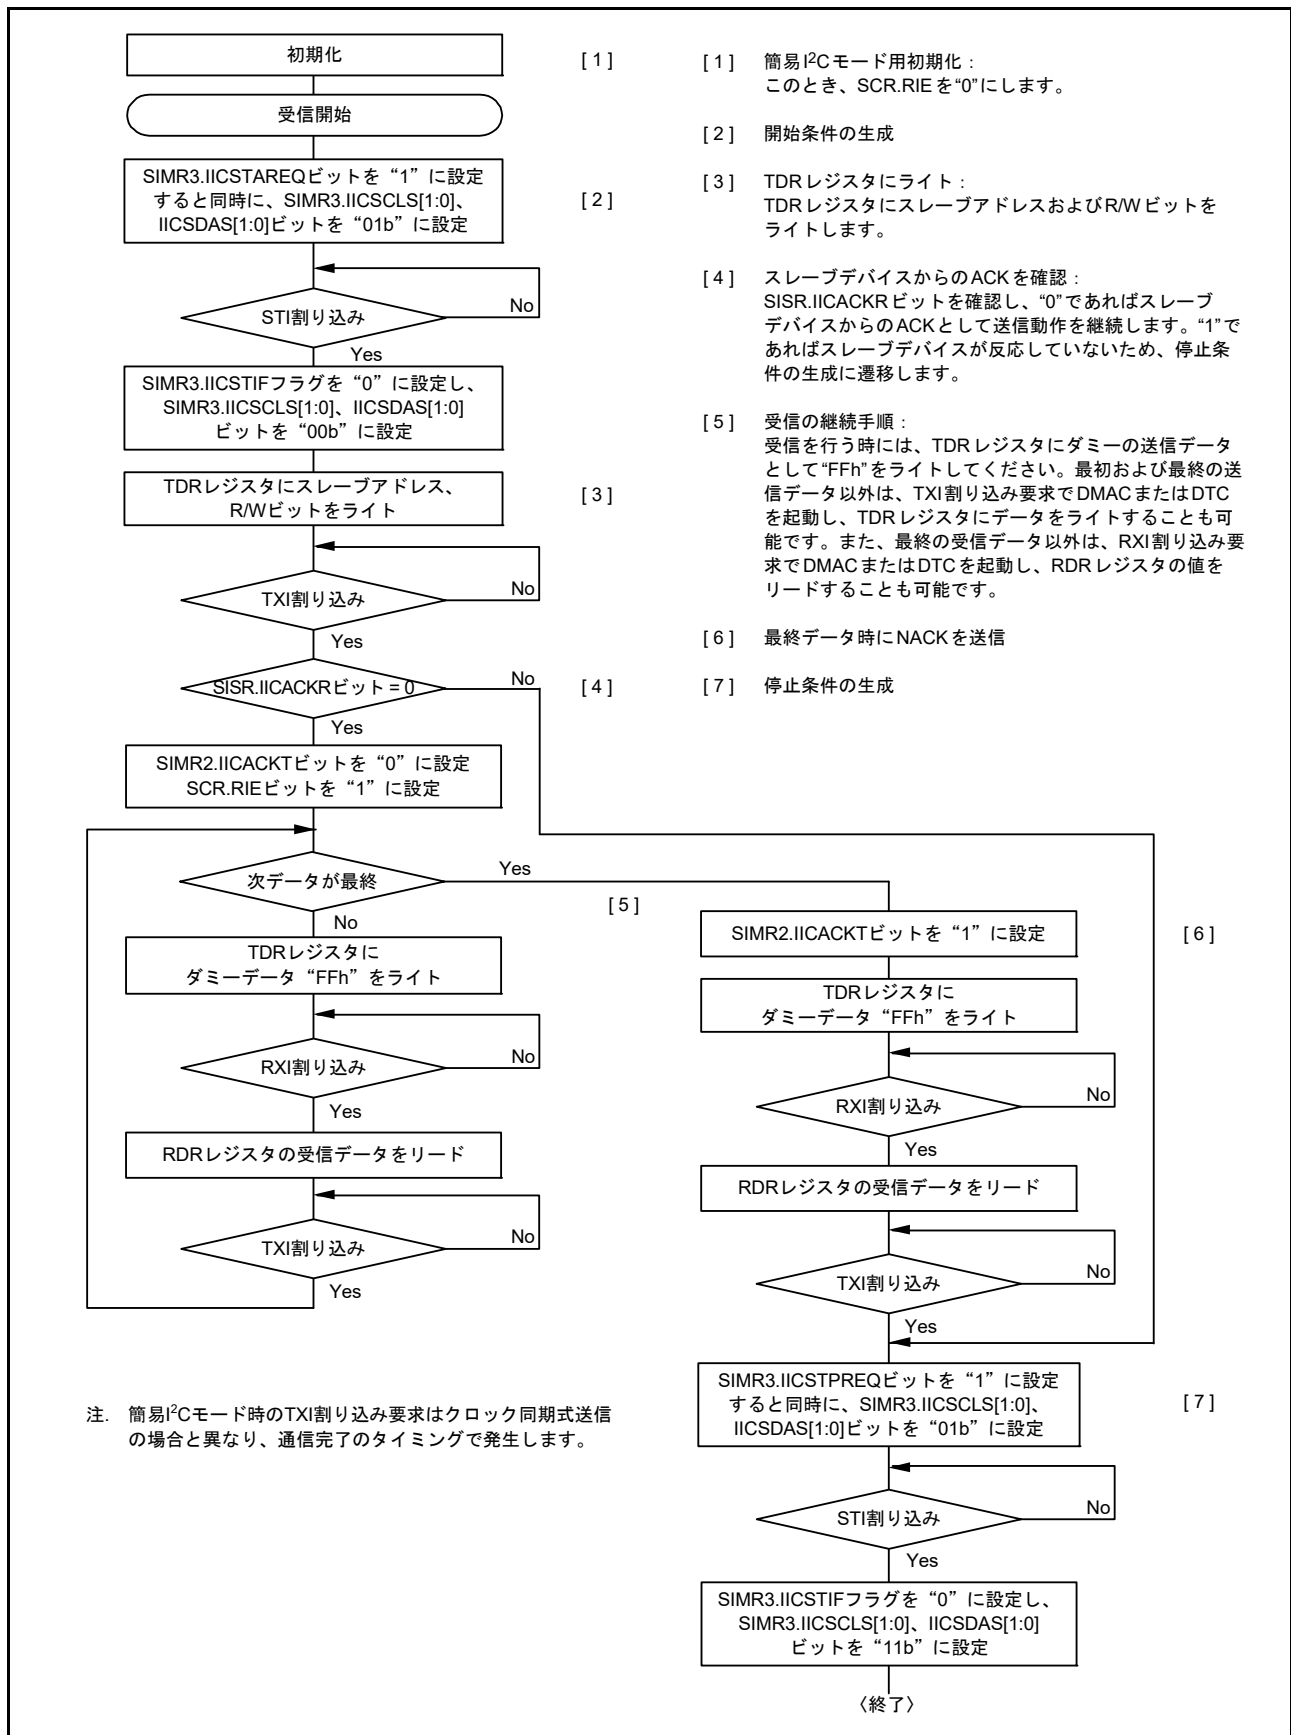 初期化
[ 1 ]
受信開始
SIMR3.IICSTAREQビットを“1”に設定
すると同時に、SIMR3.IICSCLS[1:0]、
IICSDAS[1:0]ビットを“01b”に設定
[ 2 ]
STI割り込み
No
Yes
SIMR3.IICSTIFフラグを“0”に設定し、
SIMR3.IICSCLS[1:0]、IICSDAS[1:0]
ビットを“00b”に設定
TDRレジスタにスレーブアドレス、
R/Wビットをライト
[ 3 ]
TXI割り込み
No
Yes
SISR.IICACKRビット = 0
No
[ 4 ]
Yes
SIMR2.IICACKTビットを“0”に設定
SCR.RIEビットを“1”に設定
次データが最終
Yes
[ 5 ]
No
TDRレジスタに
ダミーデータ“FFh”をライト
RXI割り込み
No
Yes
RDRレジスタの受信データをリード
TXI割り込み
No
Yes
SIMR2.IICACKTビットを“1”に設定
[ 6 ]
TDRレジスタに
ダミーデータ“FFh”をライト
RXI割り込み
No
Yes
RDRレジスタの受信データをリード
TXI割り込み
No
Yes
SIMR3.IICSTPREQビットを“1”に設定
すると同時に、SIMR3.IICSCLS[1:0]、
IICSDAS[1:0]ビットを“01b”に設定
[ 7 ]
STI割り込み
No
Yes
SIMR3.IICSTIFフラグを“0”に設定し、
SIMR3.IICSCLS[1:0]、IICSDAS[1:0]
ビットを“11b”に設定
〈終了〉
[ 1 ] 簡易I²Cモード用初期化：
このとき、SCR.RIEを“0”にします。
[ 2 ] 開始条件の生成
[ 3 ] TDRレジスタにライト：
TDRレジスタにスレーブアドレスおよびR/Wビットを
ライトします。
[ 4 ] スレーブデバイスからのACKを確認：
SISR.IICACKRビットを確認し、“0”であればスレーブ
デバイスからのACKとして送信動作を継続します。“1”で
あればスレーブデバイスが反応していないため、停止条
件の生成に遷移します。
[ 5 ] 受信の継続手順：
受信を行う時には、TDRレジスタにダミーの送信データ
として“FFh”をライトしてください。最初および最終の送
信データ以外は、TXI割り込み要求でDMACまたはDTC
を起動し、TDRレジスタにデータをライトすることも可
能です。また、最終の受信データ以外は、RXI割り込み要
求でDMACまたはDTCを起動し、RDRレジスタの値を
リードすることも可能です。
[ 6 ] 最終データ時にNACKを送信
[ 7 ] 停止条件の生成
注. 簡易I²Cモード時のTXI割り込み要求はクロック同期式送信
の場合と異なり、通信完了のタイミングで発生します。